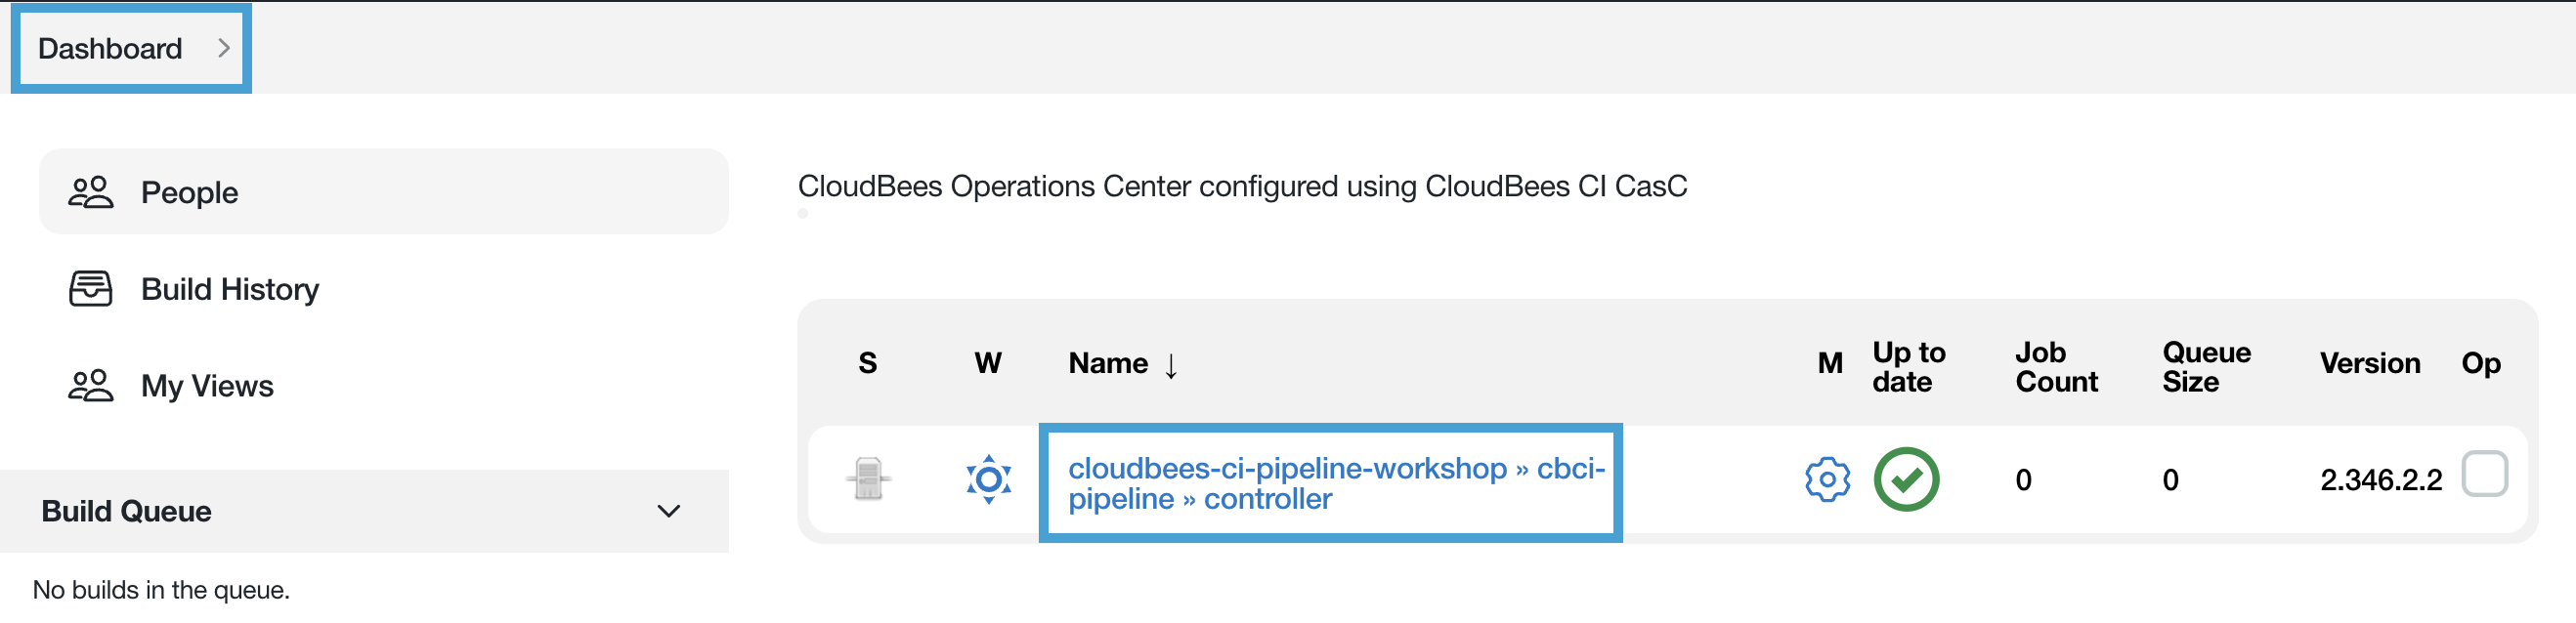 Dashboard
People
Build History
My Views
Build Queue
No builds in the queue.
CloudBees Operations Center configured using CloudBees CI CasC
S W Name ↓ M Up to date Job Count Queue Size Version Op
cloudbees-ci-pipeline-workshop » cbci-
pipeline » controller
0 0 2.346.2.2